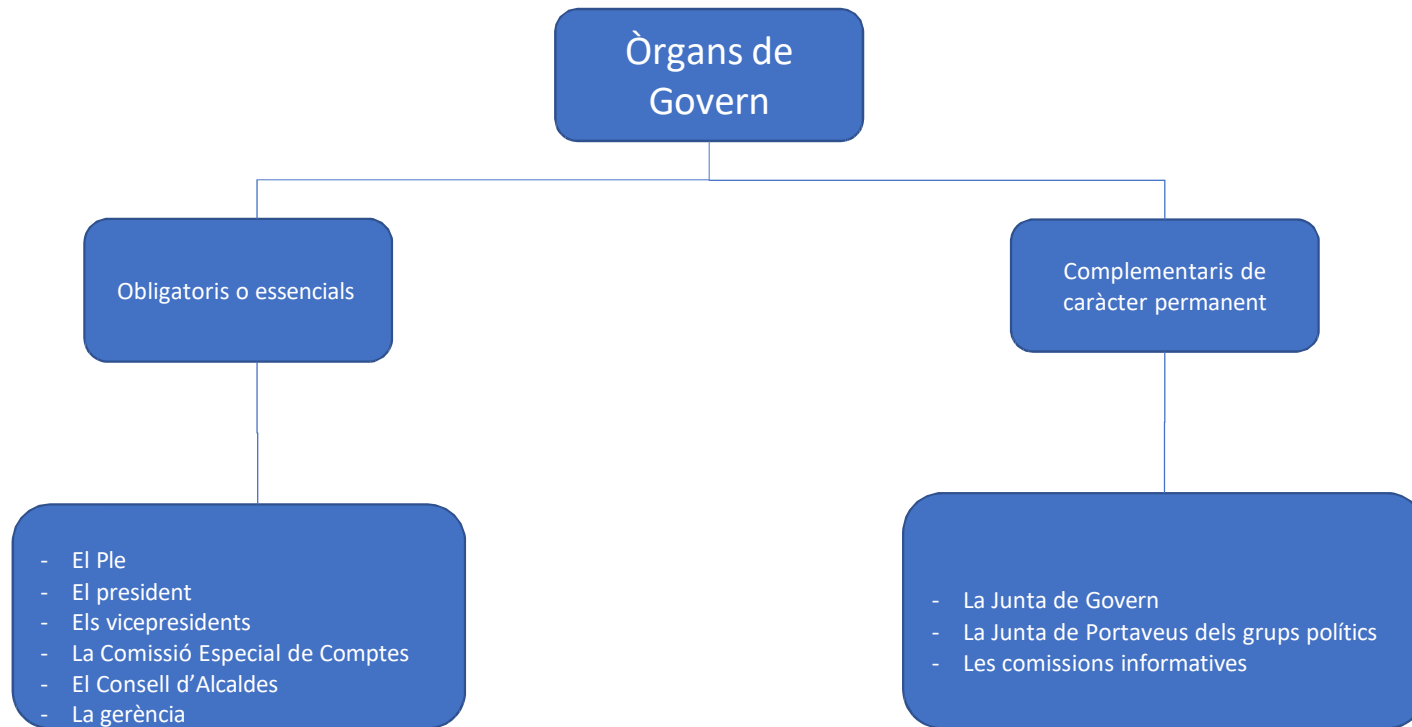 Òrgans de
Govern
Obligatoris o essencials
Complementaris de
caràcter permanent
- El Ple
- El president
- Els vicepresidents
- La Comissió Especial de Comptes
- El Consell d’Alcaldes
- La gerència
- La Junta de Govern
- La Junta de Portaveus dels grups polítics
- Les comissions informatives